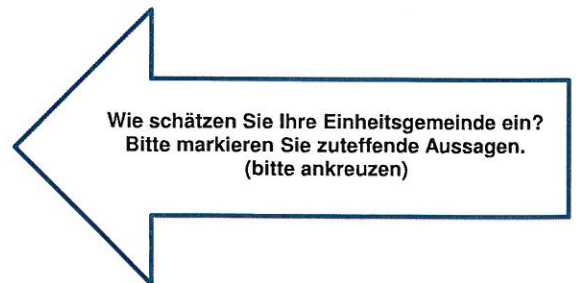 Wie schätzen Sie Ihre Einheitsgemeinde ein?
Bitte markieren Sie zuteffende Aussagen.
(bitte ankreuzen)